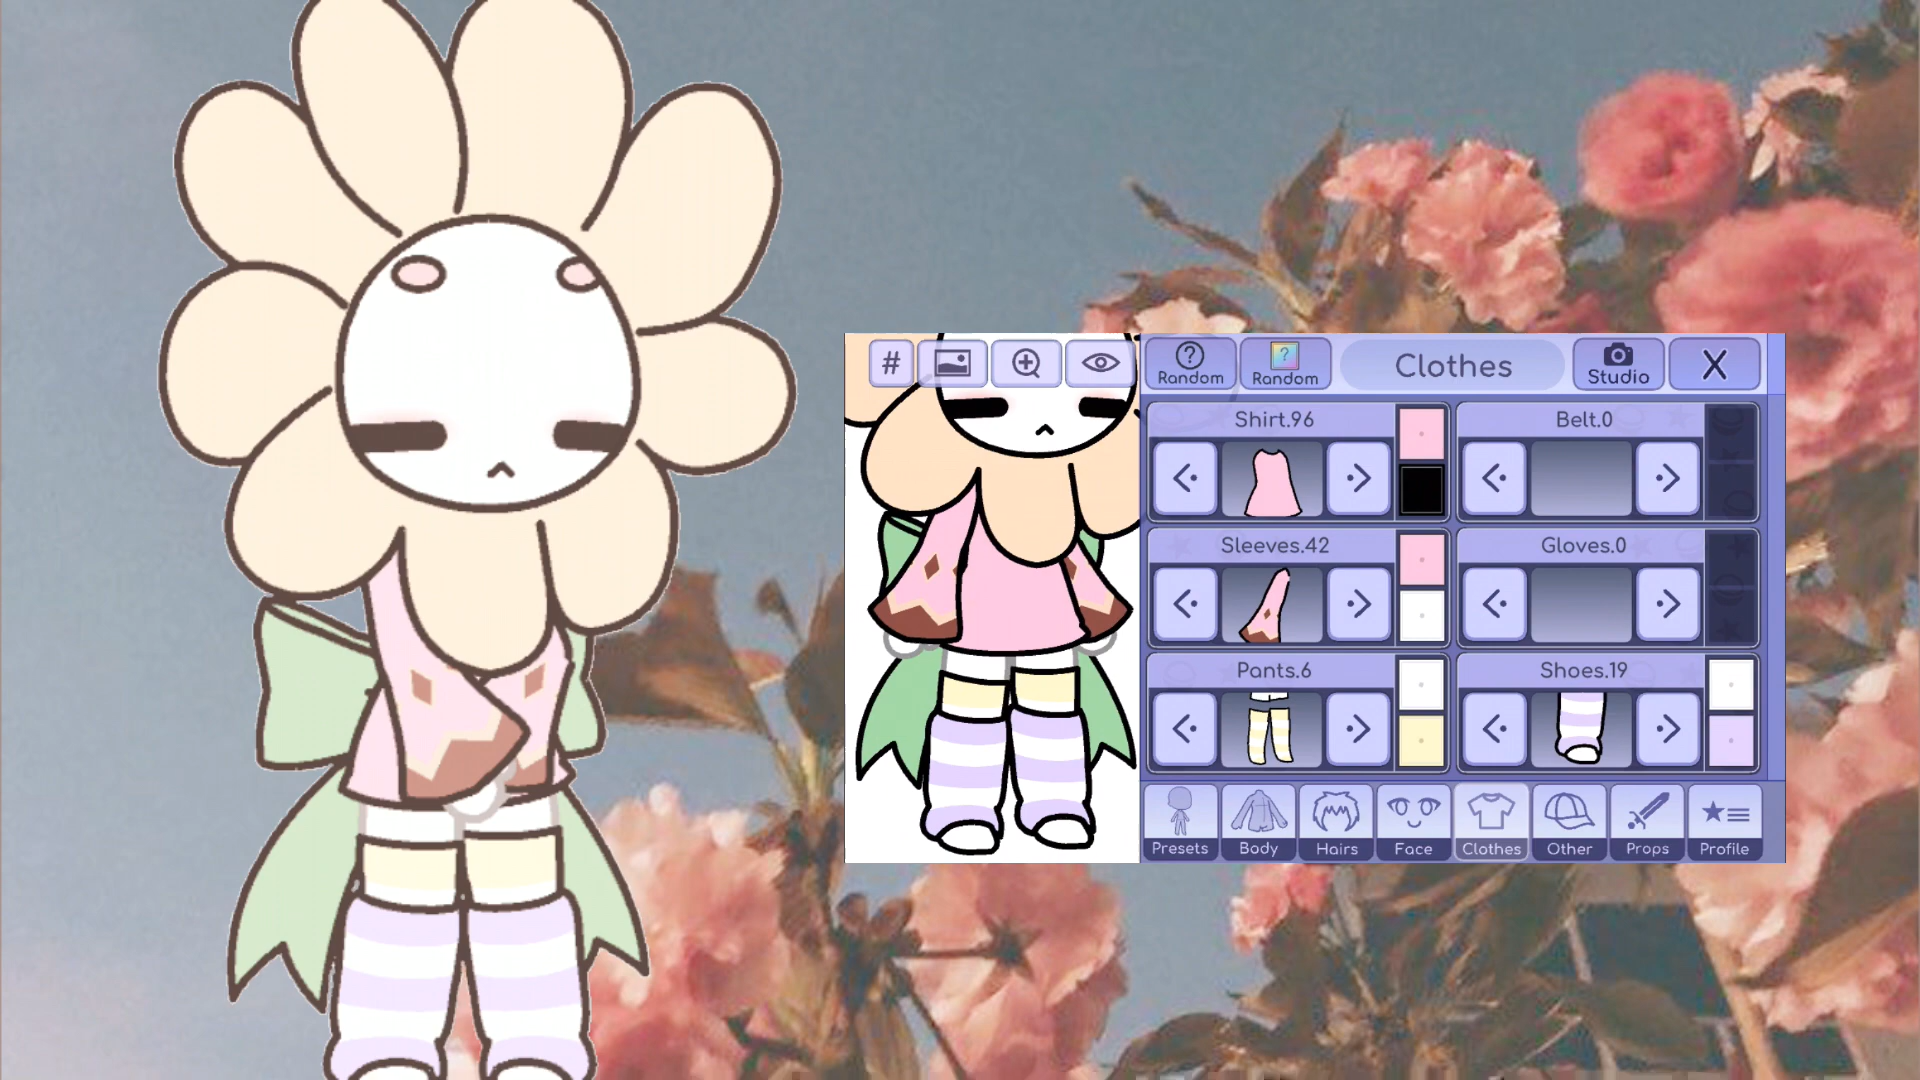 #
? Random
? Random
Clothes
Studio
X
Shirt.96
Belt.0
Sleeves.42
Gloves.0
Pants.6
Shoes.19
Presets
Body
Hairs
Face
Clothes
Other
Props
Profile